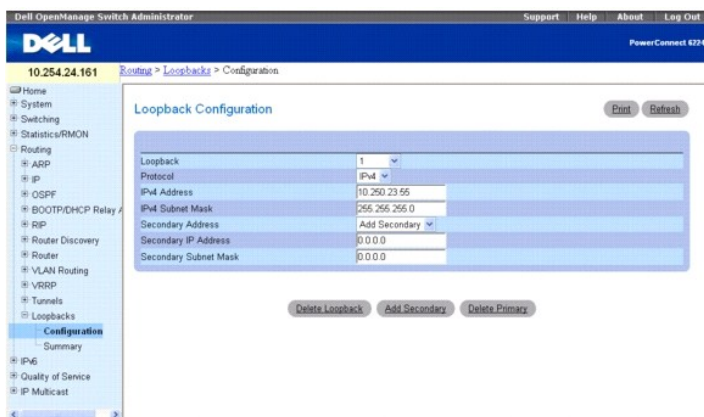 Dell OpenManage Switch Administrator
Support Help About Log Out
DELL
PowerConnect 6224
10.254.24.161
Routing > Loopbacks > Configuration
Home
System
Switching
Statistics/RMON
Routing
ARP
IP
OSPF
BOOTP/DHCP Relay A
RIP
Router Discovery
Router
VLAN Routing
VRRP
Tunnels
Loopbacks
Configuration
Summary
IPv6
Quality of Service
IP Multicast
Loopback Configuration
Print Refresh
Loopback 1
Protocol IPv4
IPv4 Address 10.250.23.55
IPv4 Subnet Mask 255.255.255.0
Secondary Address Add Secondary
Secondary IP Address 0.0.0.0
Secondary Subnet Mask 0.0.0.0
Delete Loopback Add Secondary Delete Primary